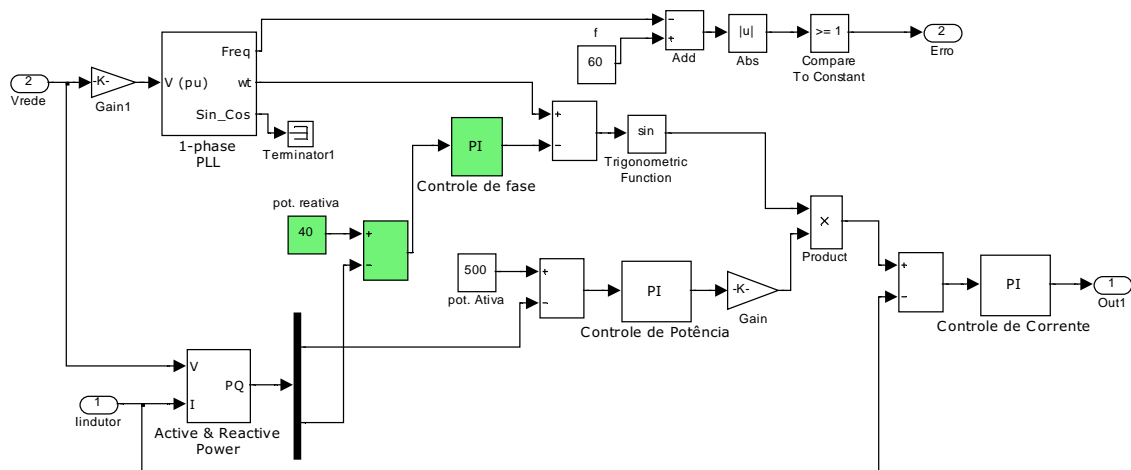 f
60
Add
|u|
Abs
>= 1
Compare
To Constant
2
Erro
2
Vrede
-K-
Gain1
V (pu)
Freq
wt
Sin_Cos
1-phase
PLL
Terminator1
PI
Controle de fase
sin
Trigonometric
Function
pot. reativa
40
500
pot. Ativa
PI
Controle de Potência
-K-
Gain
×
Product
PI
Controle de Corrente
1
Out1
V
I
PQ
Active & Reactive
Power
1
Iindutor
+
−
−
+
+
−
+
−
+
−